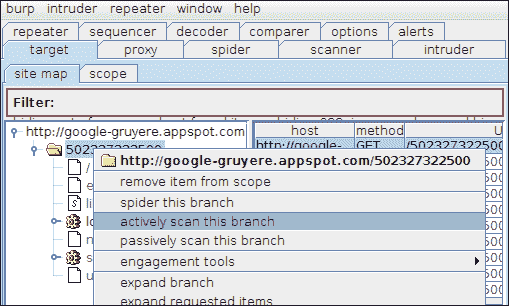 burp intruder repeater window help
repeater sequencer decoder comparer options alerts
target proxy spider scanner intruder
site map scope
Filter:
http://google-gruyere.appspot.com
host method U
502327322500
http://google- GET /502327322500
http://google-gruyere.appspot.com/502327322500
/
remove item from scope
e
li
spider this branch
lo
actively scan this branch
n
passively scan this branch
s
engagement tools
u
expand branch
expand requested items